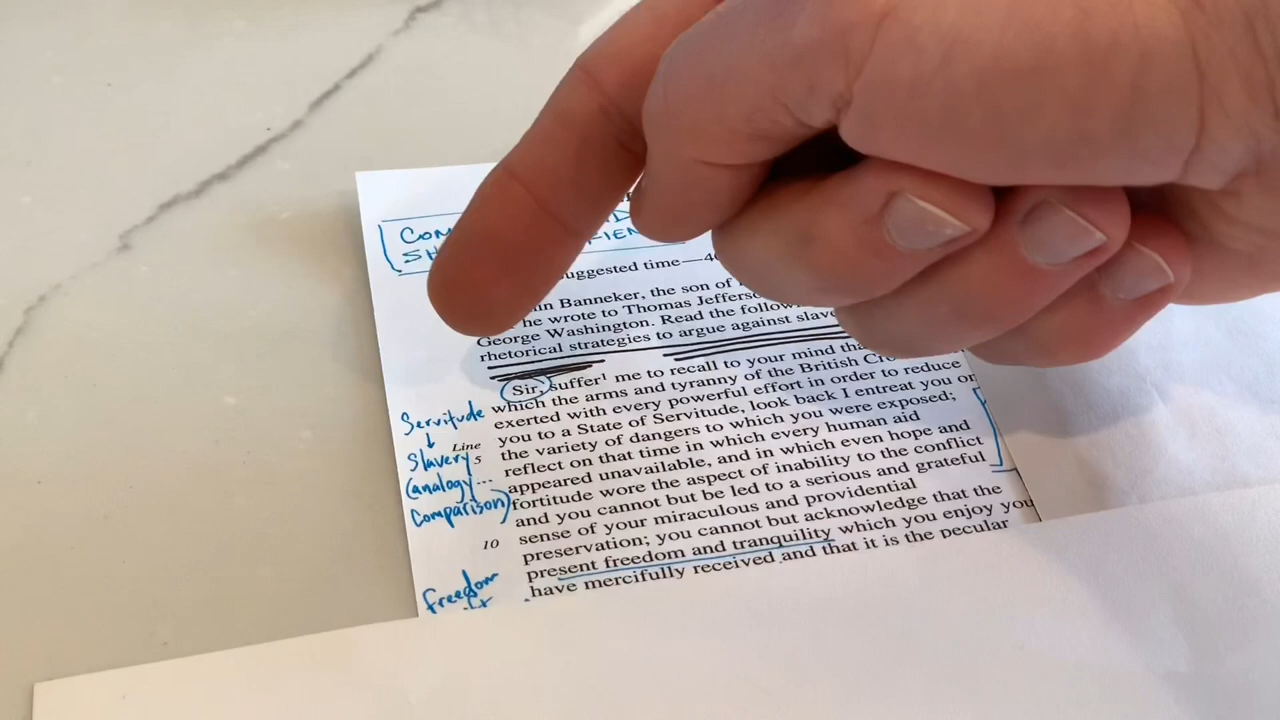 uggested time—4
Banneker, the son of
he wrote to Thomas
George Washington. Read the
rhetorical strategies to argue against
Sir, suffer me to recall to your mind
which the arms and tyranny of the British
exerted with every powerful effort in order to reduce
you to a State of Servitude, look back I entreat you on
the variety of dangers to which you were exposed;
reflect on that time in which every human aid
appeared unavailable, and in which even hope and
fortitude wore the aspect of inability to the conflict
and you cannot but be led to a serious and grateful
sense of your miraculous and providential
preservation; you cannot but acknowledge that the
present freedom and tranquility which you enjoy you
have mercifully received and that it is the peculiar
Line
5
10
Servitude
↓
Slavery
(analogy...
Comparison)
freedom